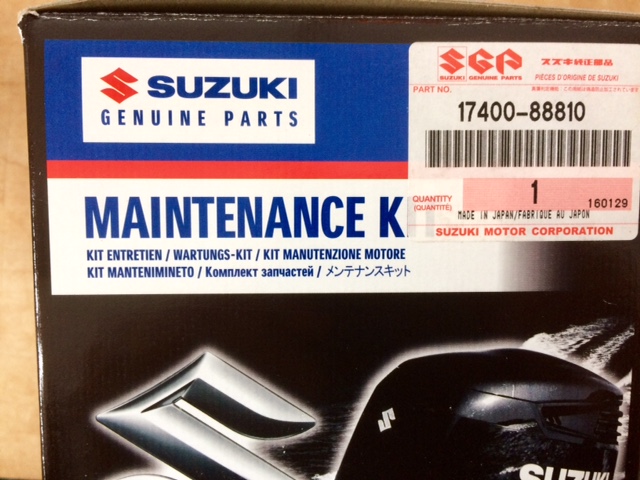 SUZUKI
GENUINE PARTS
MAINTENANCE K
KIT ENTRETIEN / WARTUNGS-KIT / KIT MANUTENZIONE MOTORE
KIT MANTENIMINETO / Комплект запчастей / メンテナンスキット
SGP
SUZUKI GENUINE PARTS
スズキ純正部品
PIÈCES D'ORIGINE DE SUZUKI
PART NO.
17400-88810
QUANTITY
(QUANTITÉ)
1
160129
MADE IN JAPAN/FABRIQUE AU JAPON
SUZUKI MOTOR CORPORATION
SUZUKI